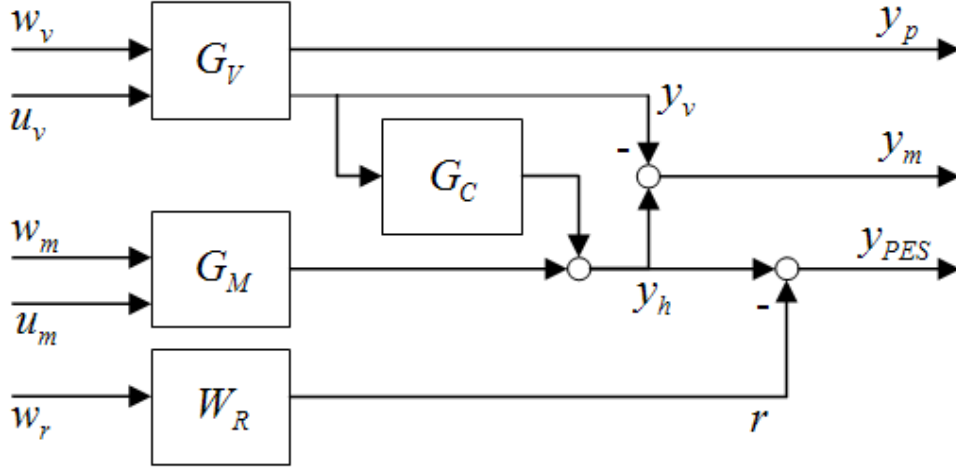 w_v
G_V
y_p
u_v
y_v
-
G_C
y_m
w_m
G_M
y_PES
u_m
y_h
-
w_r
W_R
r